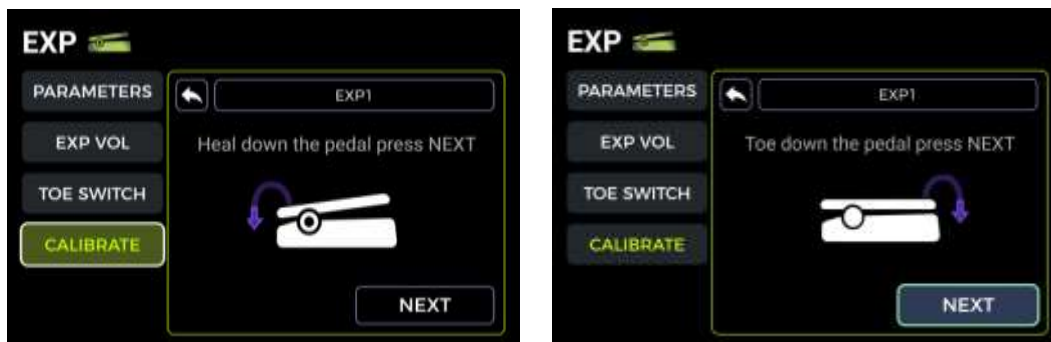 EXP
PARAMETERS
EXP VOL
TOE SWITCH
CALIBRATE
EXP1
Heal down the pedal press NEXT
NEXT
EXP
PARAMETERS
EXP VOL
TOE SWITCH
CALIBRATE
EXP1
Toe down the pedal press NEXT
NEXT